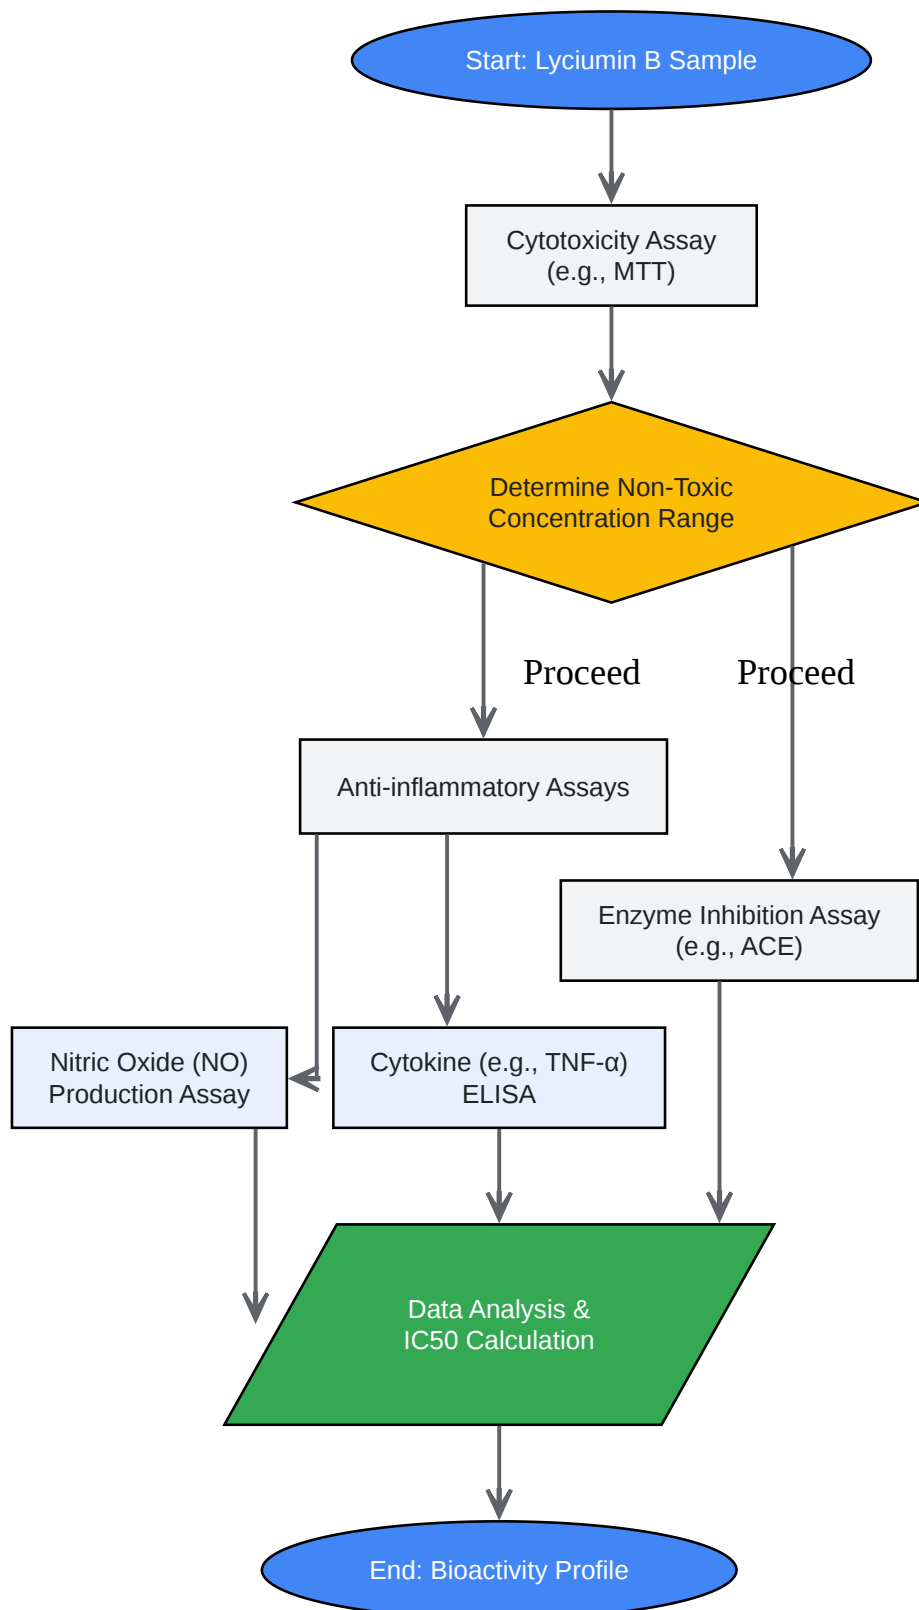 Start: Lyciumin B Sample
Cytotoxicity Assay
(e.g., MTT)
Determine Non-Toxic
Concentration Range
Proceed
Proceed
Anti-inflammatory Assays
Enzyme Inhibition Assay
(e.g., ACE)
Nitric Oxide (NO)
Production Assay
Cytokine (e.g., TNF-α)
ELISA
Data Analysis &
IC50 Calculation
End: Bioactivity Profile